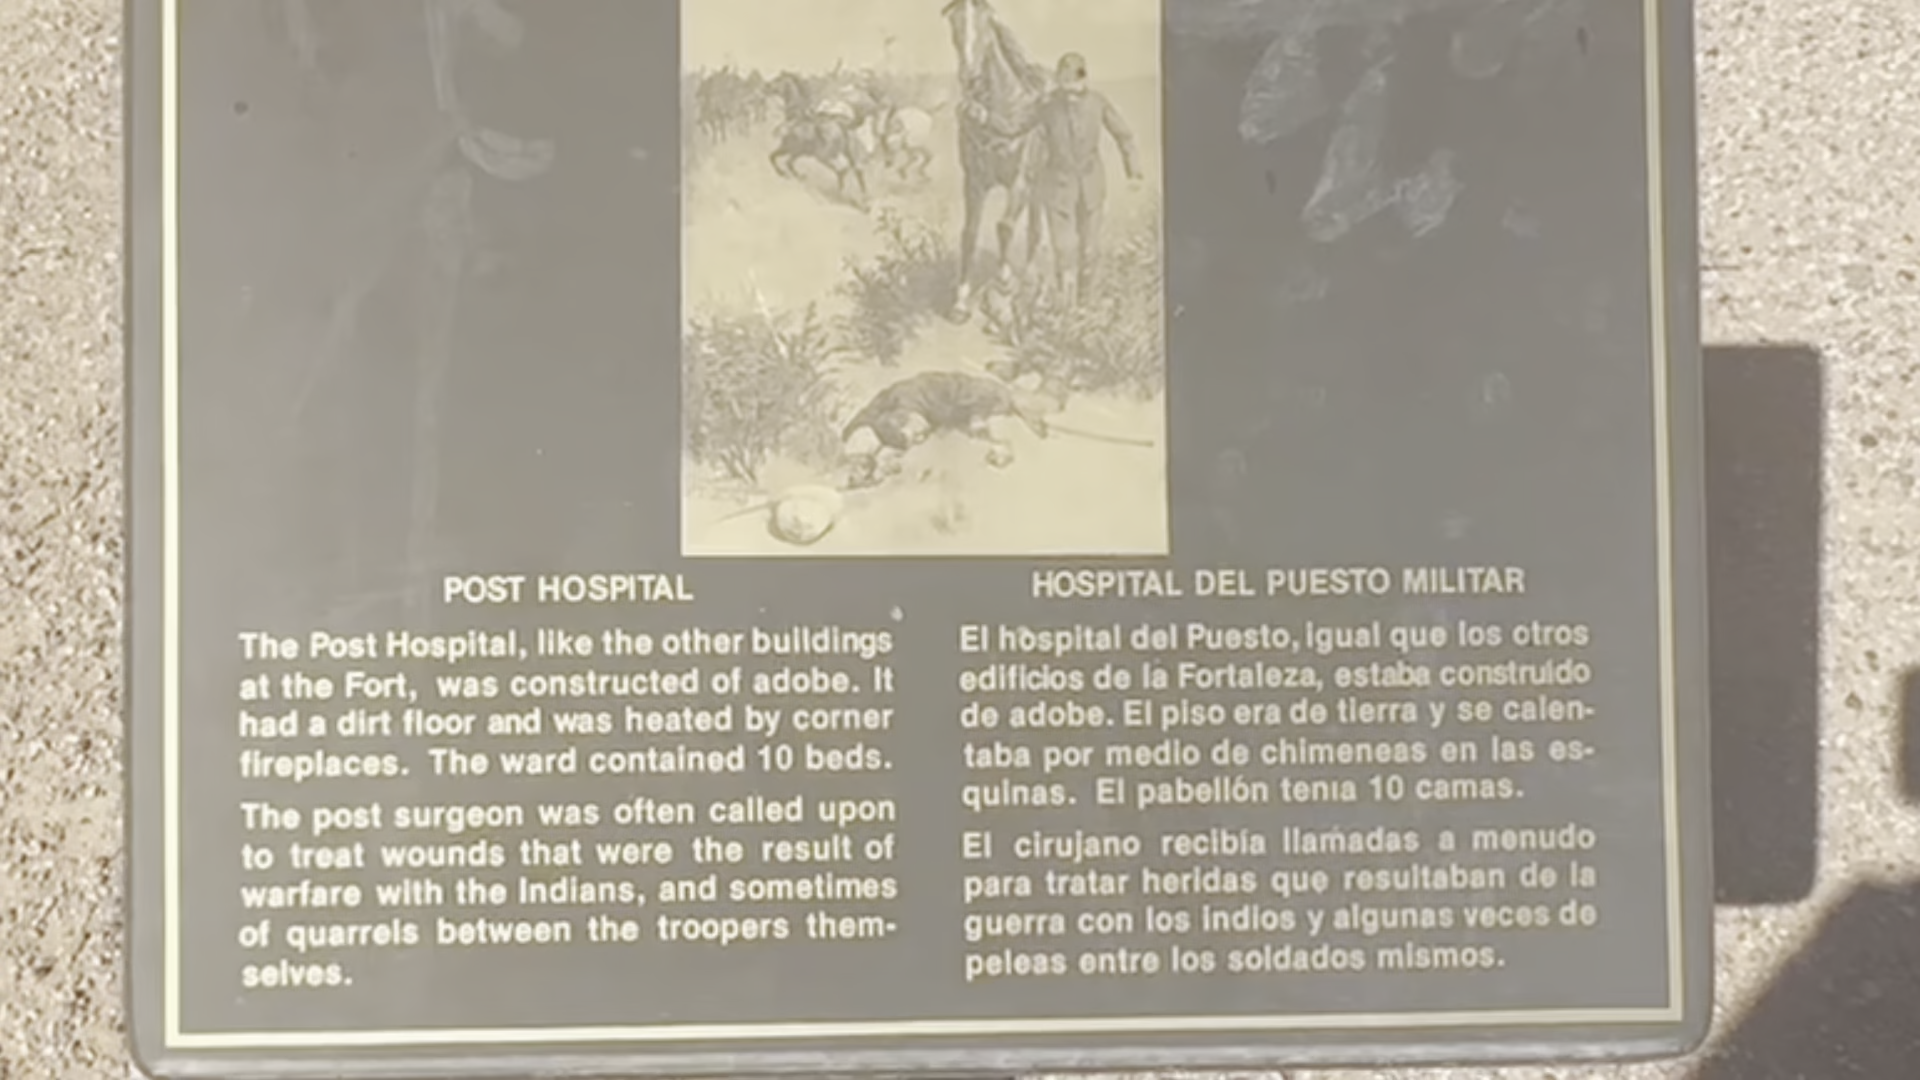 POST HOSPITAL
The Post Hospital, like the other buildings
at the Fort, was constructed of adobe. It
had a dirt floor and was heated by corner
fireplaces. The ward contained 10 beds.
The post surgeon was often called upon
to treat wounds that were the result of
warfare with the Indians, and sometimes
of quarrels between the troopers them-
selves.
HOSPITAL DEL PUESTO MILITAR
El hospital del Puesto, igual que los otros
edificios de la Fortaleza, estaba construido
de adobe. El piso era de tierra y se calen-
taba por medio de chimeneas en las es-
quinas. El pabellón tenía 10 camas.
El cirujano recibía llamadas a menudo
para tratar heridas que resultaban de la
guerra con los indios y algunas veces de
peleas entre los soldados mismos.